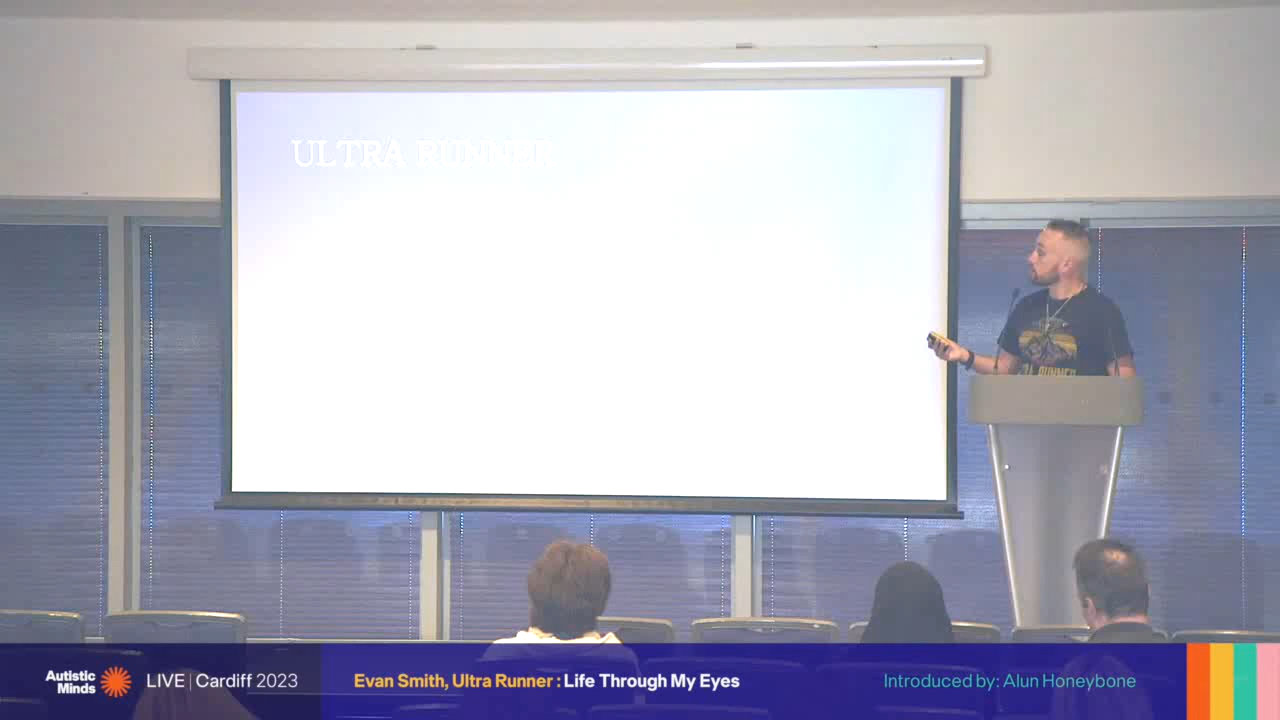 ULTRA RUNNER
RUNNER
Autistic
Minds
LIVE | Cardiff 2023
Evan Smith, Ultra Runner : Life Through My Eyes
Introduced by: Alun Honeybone